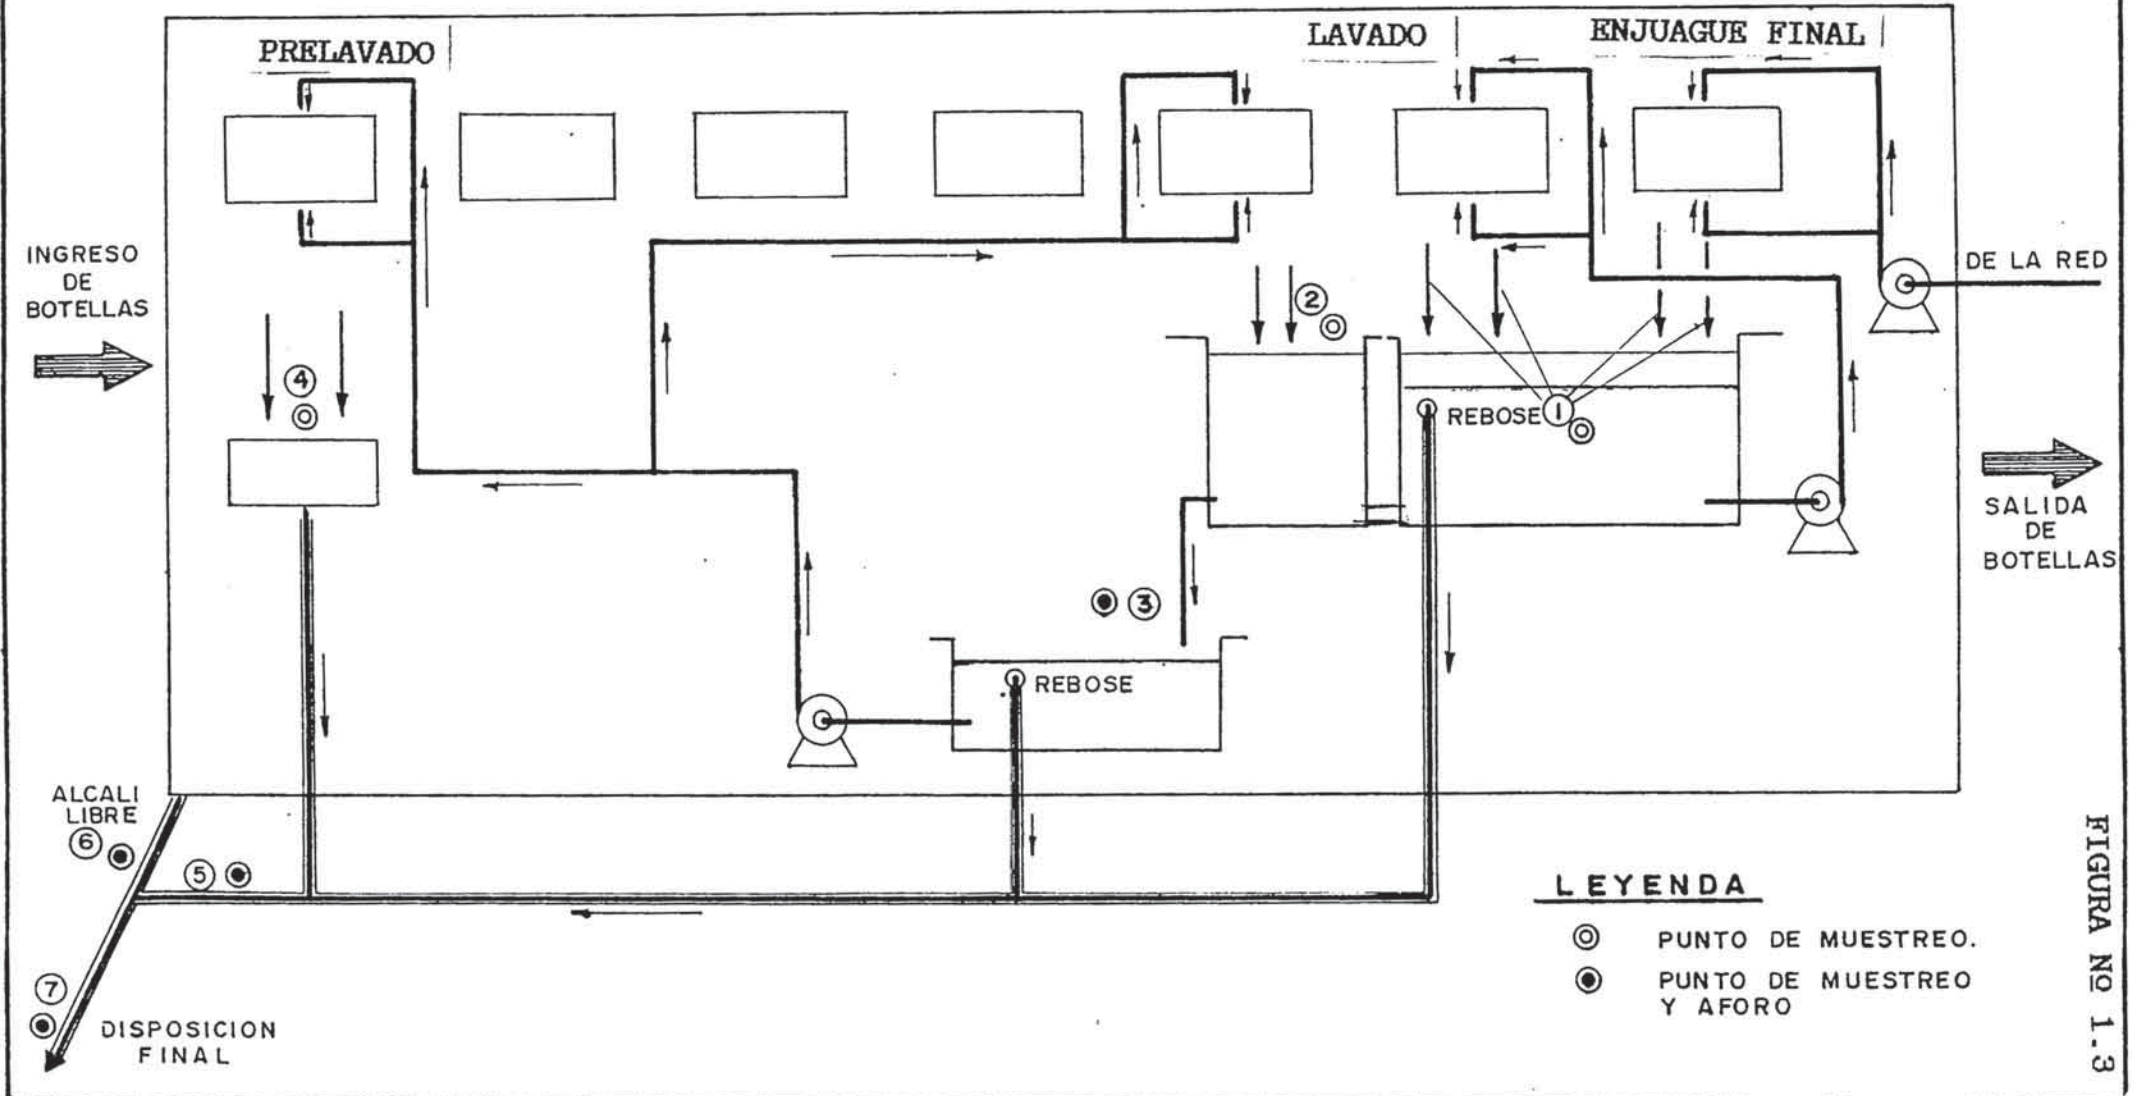 PRELAVADO
LAVADO
ENJUAGUE FINAL
INGRESO
DE
BOTELLAS
DE LA RED
2
4
REBOSE
1
SALIDA
DE
BOTELLAS
3
REBOSE
ALCALI
LIBRE
6
5
7
DISPOSICION
FINAL
LEYENDA
PUNTO DE MUESTREO.
PUNTO DE MUESTREO
Y AFORO
FIGURA Nº 1.3